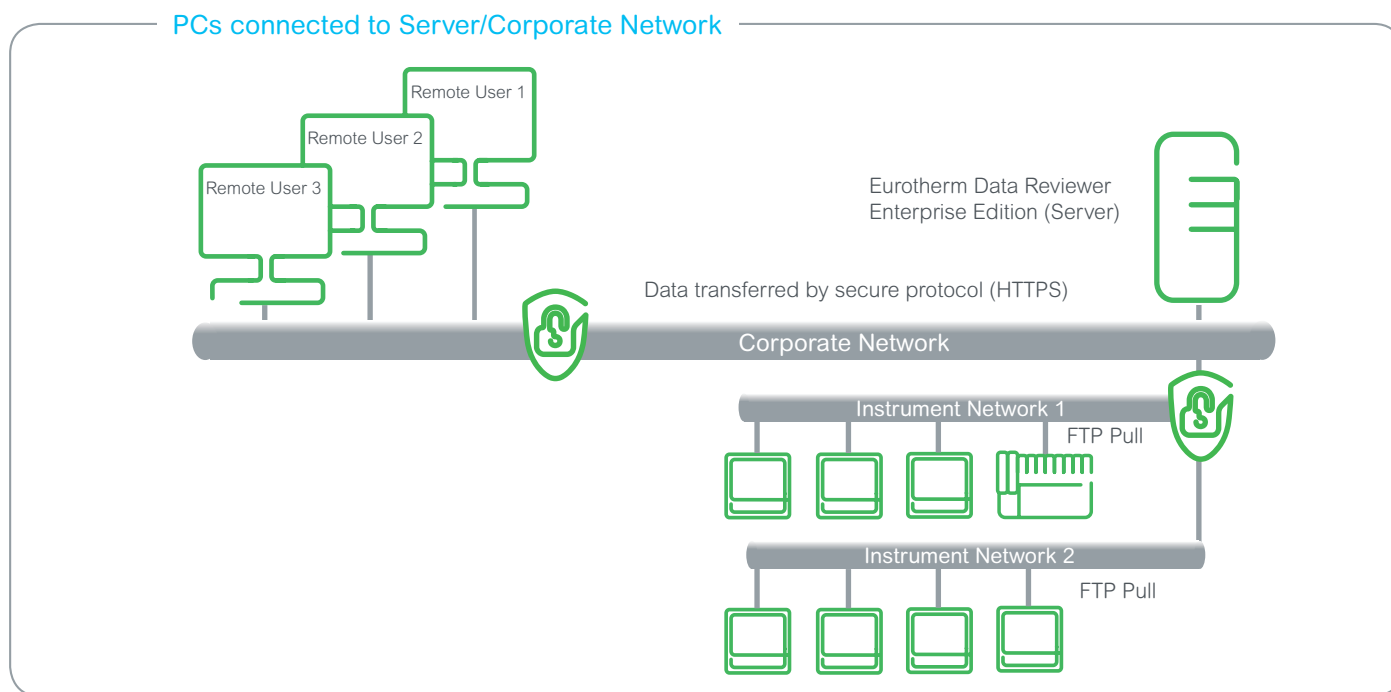 PCs connected to Server/Corporate Network
Remote User 1
Remote User 2
Remote User 3
Eurotherm Data Reviewer
Enterprise Edition (Server)
Data transferred by secure protocol (HTTPS)
Corporate Network
Instrument Network 1
FTP Pull
Instrument Network 2
FTP Pull